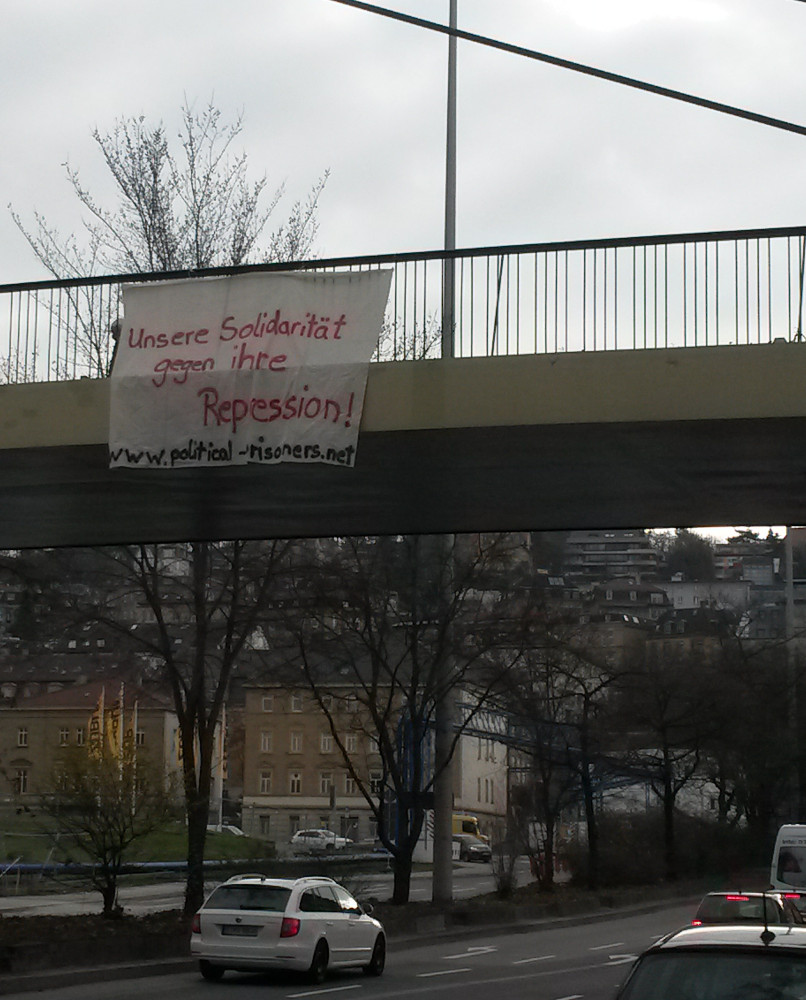 Unsere Solidarität
gegen ihre
Repression!
www.political-risoners.net